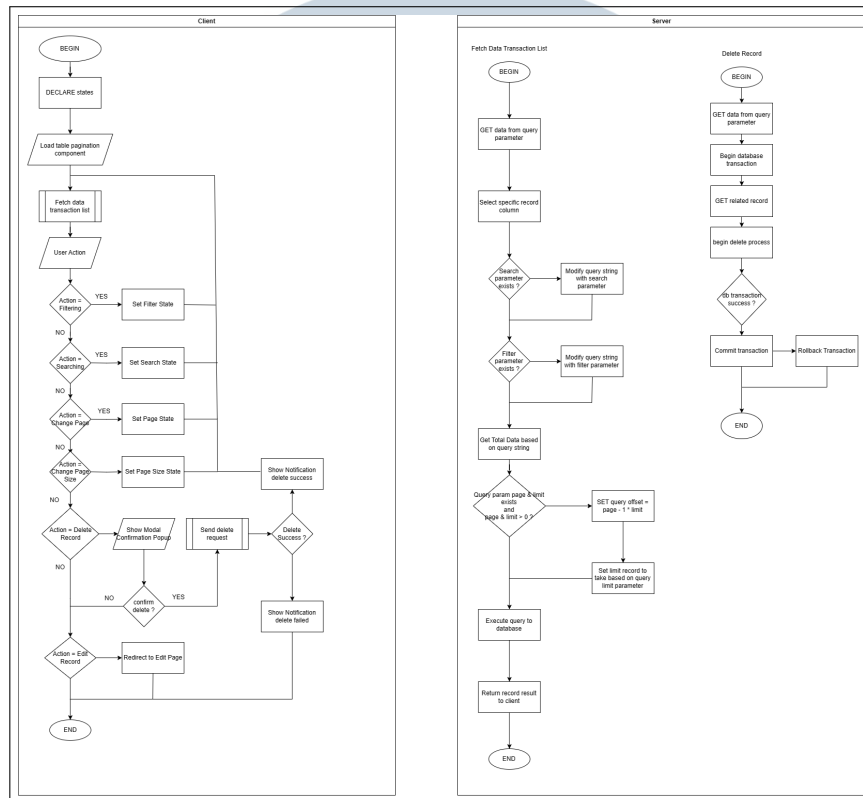 Client
BEGIN
DECLARE states
Load table pagination
component
Fetch data
transaction list
User Action
Action =
Filtering
YES
Set Filter State
NO
Action =
Searching
YES
Set Search State
NO
Action =
Change Page
YES
Set Page State
NO
Action =
Change Page
Size
Set Page Size State
NO
Action = Delete
Record
Show Modal
Confirmation Popup
Send delete
request
Delete
Success ?
Show Notification
delete success
NO
NO
confirm
delete ?
YES
Show Notification
delete failed
Action = Edit
Record
Redirect to Edit Page
END
Server
Fetch Data Transaction List
BEGIN
GET data from query
parameter
Select specific record
column
Search
parameter
exists ?
Modify query string
with search
parameter
Filter
parameter
exists ?
Modify query string
with filter parameter
Get Total Data based
on query string
Query param page & limit
exists
and
page & limit > 0 ?
SET query offset =
page - 1 * limit
Set limit record to
take based on query
limit parameter
Execute query to
database
Return record result
to client
END
Delete Record
BEGIN
GET data from query
parameter
Begin database
transaction
GET related record
begin delete process
db transaction
success ?
Commit transaction
Rollback Transaction
END